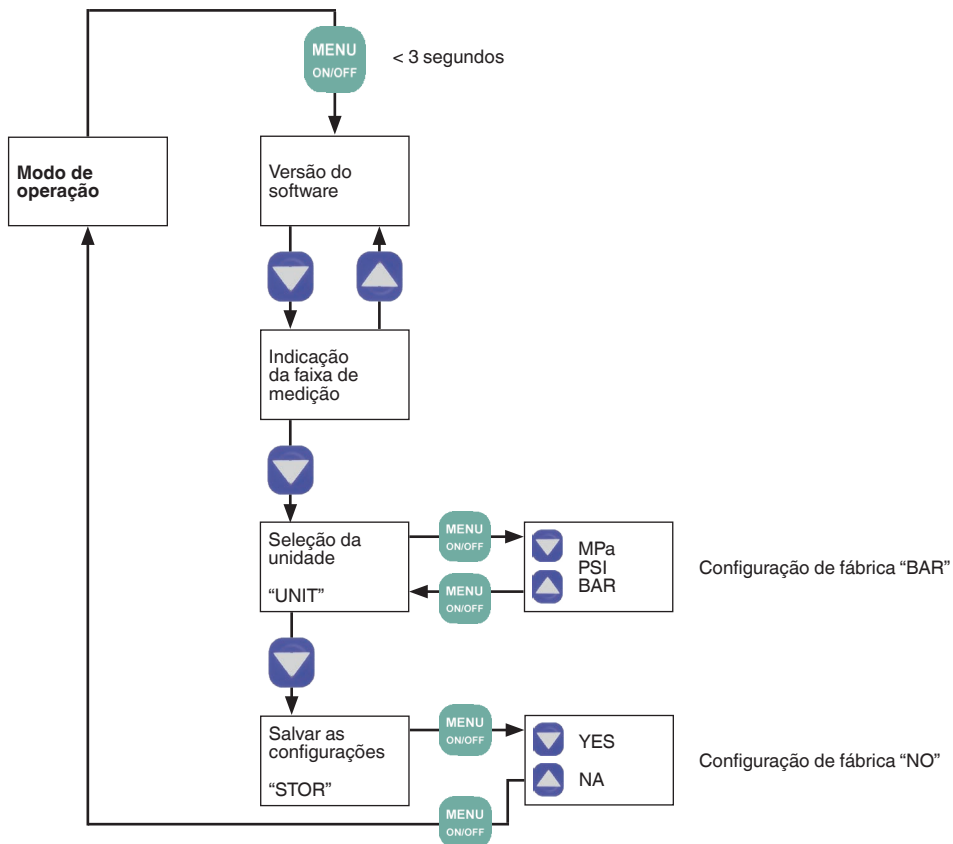 MENU
ON/OFF
< 3 segundos
Modo de
operação
Versão do
software
Indicação
da faixa de
medição
Seleção da
unidade
“UNIT”
MENU
ON/OFF
MENU
ON/OFF
MPa
PSI
BAR
Configuração de fábrica “BAR”
Salvar as
configurações
“STOR”
MENU
ON/OFF
YES
NA
Configuração de fábrica “NO”
MENU
ON/OFF